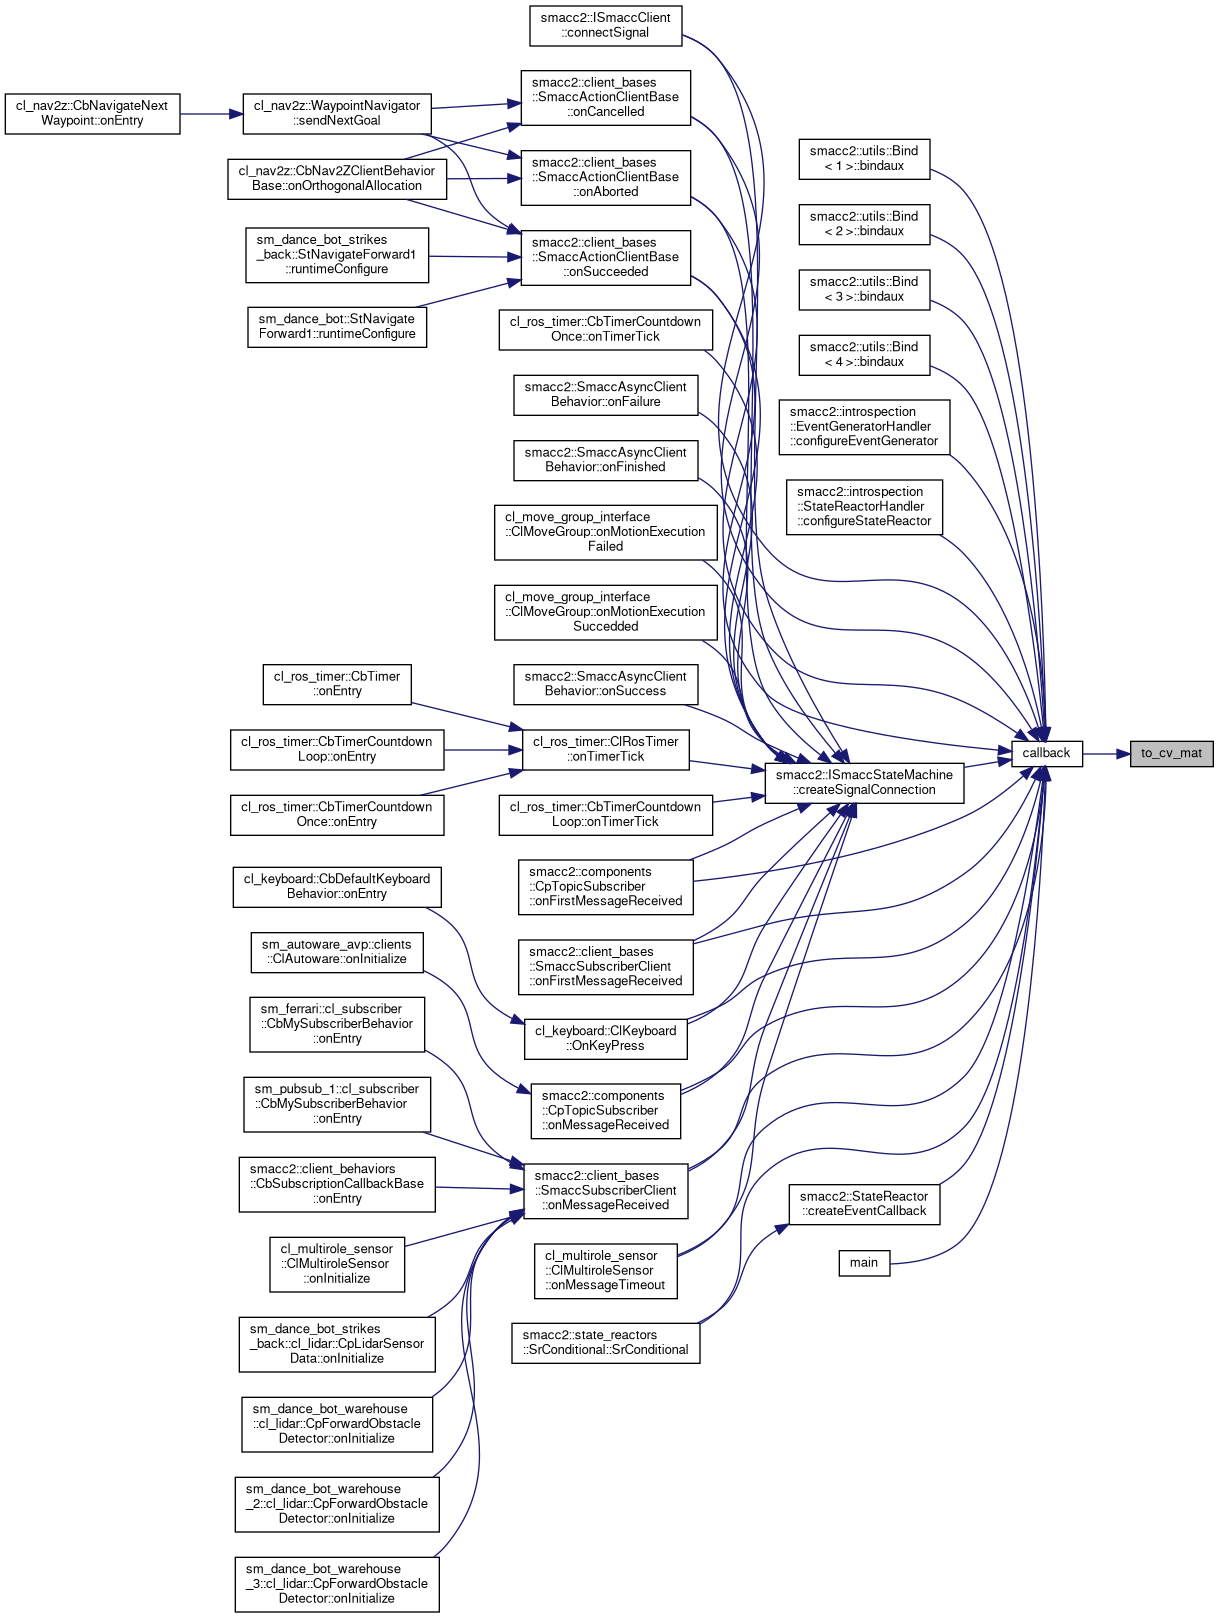 smacc2::ISmaccClient
::connectSignal
smacc2::client_bases
::SmaccActionClientBase
::onCancelled
cl_nav2z::CbNavigateNext
Waypoint::onEntry
cl_nav2z::WaypointNavigator
::sendNextGoal
smacc2::client_bases
::SmaccActionClientBase
::onAborted
cl_nav2z::CbNav2ZClientBehavior
Base::onOrthogonalAllocation
smacc2::client_bases
::SmaccActionClientBase
::onSucceeded
sm_dance_bot_strikes
_back::StNavigateForward1
::runtimeConfigure
sm_dance_bot::StNavigate
Forward1::runtimeConfigure
cl_ros_timer::CbTimerCountdown
Once::onTimerTick
smacc2::SmaccAsyncClient
Behavior::onFailure
smacc2::SmaccAsyncClient
Behavior::onFinished
cl_move_group_interface
::ClMoveGroup::onMotionExecution
Failed
cl_move_group_interface
::ClMoveGroup::onMotionExecution
Succedded
smacc2::SmaccAsyncClient
Behavior::onSuccess
cl_ros_timer::CbTimer
::onEntry
cl_ros_timer::CbTimerCountdown
Loop::onEntry
cl_ros_timer::CbTimerCountdown
Once::onEntry
cl_ros_timer::ClRosTimer
::onTimerTick
cl_ros_timer::CbTimerCountdown
Loop::onTimerTick
smacc2::components
::CpTopicSubscriber
::onFirstMessageReceived
smacc2::client_bases
::SmaccSubscriberClient
::onFirstMessageReceived
cl_keyboard::CbDefaultKeyboard
Behavior::onEntry
cl_keyboard::ClKeyboard
::OnKeyPress
sm_autoware_avp::clients
::ClAutoware::onInitialize
smacc2::components
::CpTopicSubscriber
::onMessageReceived
sm_ferrari::cl_subscriber
::CbMySubscriberBehavior
::onEntry
sm_pubsub_1::cl_subscriber
::CbMySubscriberBehavior
::onEntry
smacc2::client_behaviors
::CbSubscriptionCallbackBase
::onEntry
smacc2::client_bases
::SmaccSubscriberClient
::onMessageReceived
cl_multirole_sensor
::ClMultiroleSensor
::onInitialize
cl_multirole_sensor
::ClMultiroleSensor
::onMessageTimeout
sm_dance_bot_strikes
_back::cl_lidar::CpLidarSensor
Data::onInitialize
smacc2::state_reactors
::SrConditional::SrConditional
sm_dance_bot_warehouse
::cl_lidar::CpForwardObstacle
Detector::onInitialize
sm_dance_bot_warehouse
_2::cl_lidar::CpForwardObstacle
Detector::onInitialize
sm_dance_bot_warehouse
_3::cl_lidar::CpForwardObstacle
Detector::onInitialize
smacc2::utils::Bind
< 1 >::bindaux
smacc2::utils::Bind
< 2 >::bindaux
smacc2::utils::Bind
< 3 >::bindaux
smacc2::utils::Bind
< 4 >::bindaux
smacc2::introspection
::EventGeneratorHandler
::configureEventGenerator
smacc2::introspection
::StateReactorHandler
::configureStateReactor
smacc2::ISmaccStateMachine
::createSignalConnection
callback
to_cv_mat
smacc2::StateReactor
::createEventCallback
main